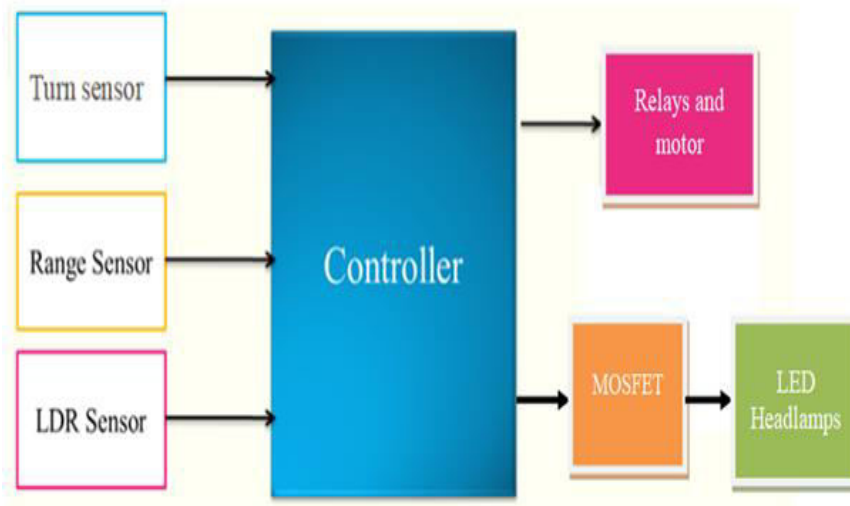 Turn sensor
Range Sensor
LDR Sensor
Controller
Relays and
motor
MOSFET
LED
Headlamps